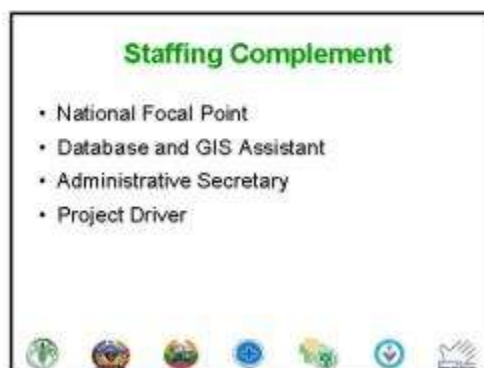 Staffing Complement
• National Focal Point
• Database and GIS Assistant
• Administrative Secretary
• Project Driver